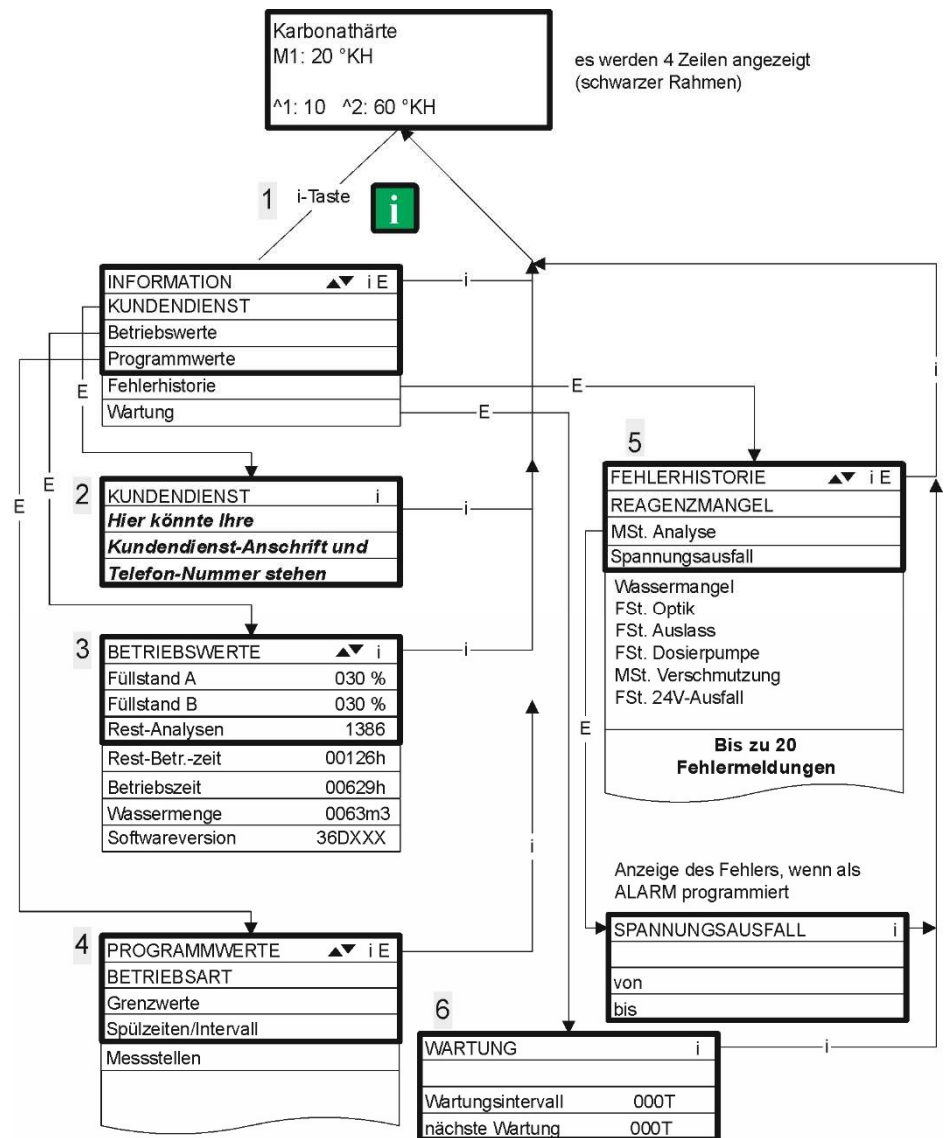 Karbonathärte
M1: 20 °KH
^1: 10 ^2: 60 °KH
es werden 4 Zeilen angezeigt
(schwarzer Rahmen)
1 i-Taste i
INFORMATION ▲▼ i E
KUNDENDIENST
Betriebswerte
Programmwerte
Fehlerhistorie
Wartung
i
E
E
E
E
E
i
2
KUNDENDIENST i
Hier könnte Ihre
Kundendienst-Anschrift und
Telefon-Nummer stehen
i
3
BETRIEBSWERTE ▲▼ i
Füllstand A 030 %
Füllstand B 030 %
Rest-Analysen 1386
Rest-Betr.-zeit 00126h
Betriebszeit 00629h
Wassermenge 0063m3
Softwareversion 36DXXX
i
i
4
PROGRAMMWERTE ▲▼ i E
BETRIEBSART
Grenzwerte
Spülzeiten/Intervall
Messstellen
5
FEHLERHISTORIE ▲▼ i E
REAGENZMANGEL
MSt. Analyse
Spannungsausfall
Wassermangel
FSt. Optik
FSt. Auslass
FSt. Dosierpumpe
MSt. Verschmutzung
FSt. 24V-Ausfall
Bis zu 20
Fehlermeldungen
E
Anzeige des Fehlers, wenn als
ALARM programmiert
SPANNUNGSAUSFALL i
von
bis
6
WARTUNG i
Wartungsintervall 000T
nächste Wartung 000T
i